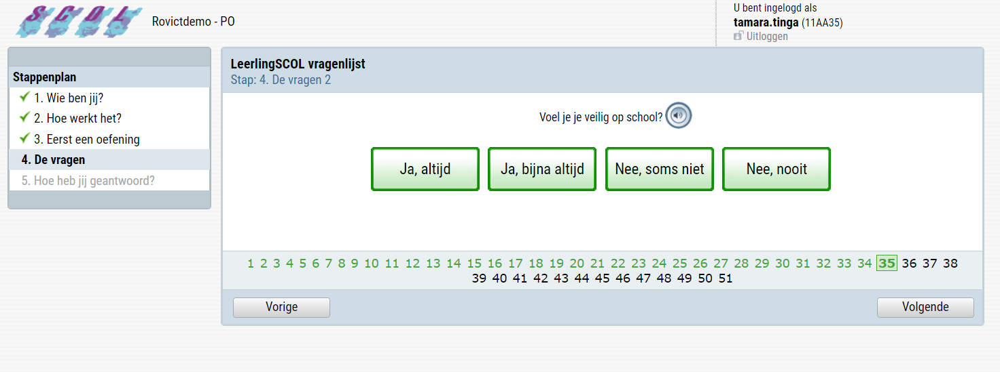 SCOL
Rovictdemo - PO
U bent ingelogd als
tamara.tinga (11AA35)
Uitloggen
Stappenplan
1. Wie ben jij?
2. Hoe werkt het?
3. Eerst een oefening
4. De vragen
5. Hoe heb jij geantwoord?
LeerlingSCOL vragenlijst
Stap: 4. De vragen 2
Voel je je veilig op school?
Ja, altijd
Ja, bijna altijd
Nee, soms niet
Nee, nooit
1 2 3 4 5 6 7 8 9 10 11 12 13 14 15 16 17 18 19 20 21 22 23 24 25 26 27 28 29 30 31 32 33 34 35 36 37 38
39 40 41 42 43 44 45 46 47 48 49 50 51
Vorige
Volgende